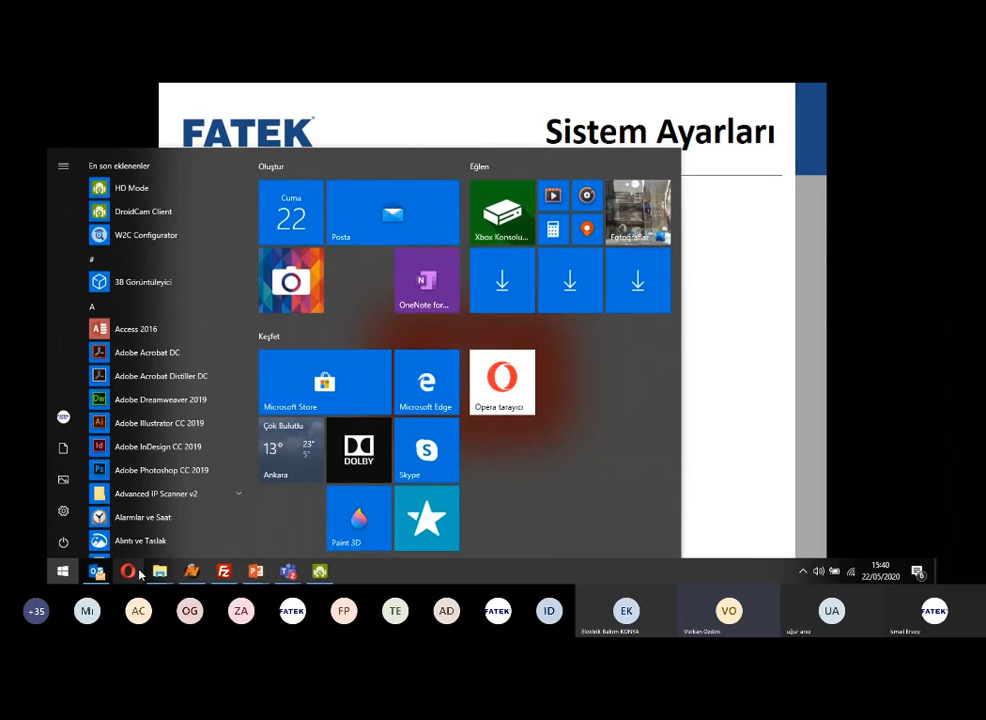 FATEK
Sistem Ayarları
En son eklenenler
HD Mode
DroidCam Client
W2C Configurator
#
3B Görüntüleyici
A
Access 2016
Adobe Acrobat DC
Adobe Acrobat Distiller DC
Adobe Dreamweaver 2019
Adobe Illustrator CC 2019
Adobe InDesign CC 2019
Adobe Photoshop CC 2019
Advanced IP Scanner v2
Alarmlar ve Saat
Alıntı ve Taslak
Oluştur
Cuma
22
Posta
OneNote for...
Eğlen
Xbox Konsolu...
Fotoğraflar
Keşfet
Microsoft Store
Microsoft Edge
Opera tarayıcı
Çok Bulutlu
13°
23°
5°
Ankara
DOLBY
Skype
Paint 3D
15:40
22/05/2020
+35
Mi
AC
OG
ZA
FATEK
FP
TE
AD
FATEK
ID
EK
Elektrik Bakım KONYA
VO
Volkan Özden
UA
uğur arıcı
FATEK
İsmail Ersoy